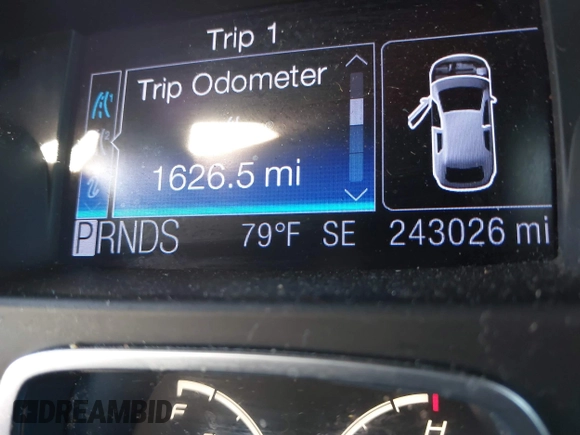 Trip 1
Trip Odometer
1626.5 mi
PRNDS 79°F SE 243026 mi
F H
DREAMBID